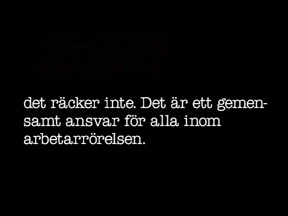 det räcker inte. Det är ett gemen-
samt ansvar för alla inom
arbetarrörelsen.